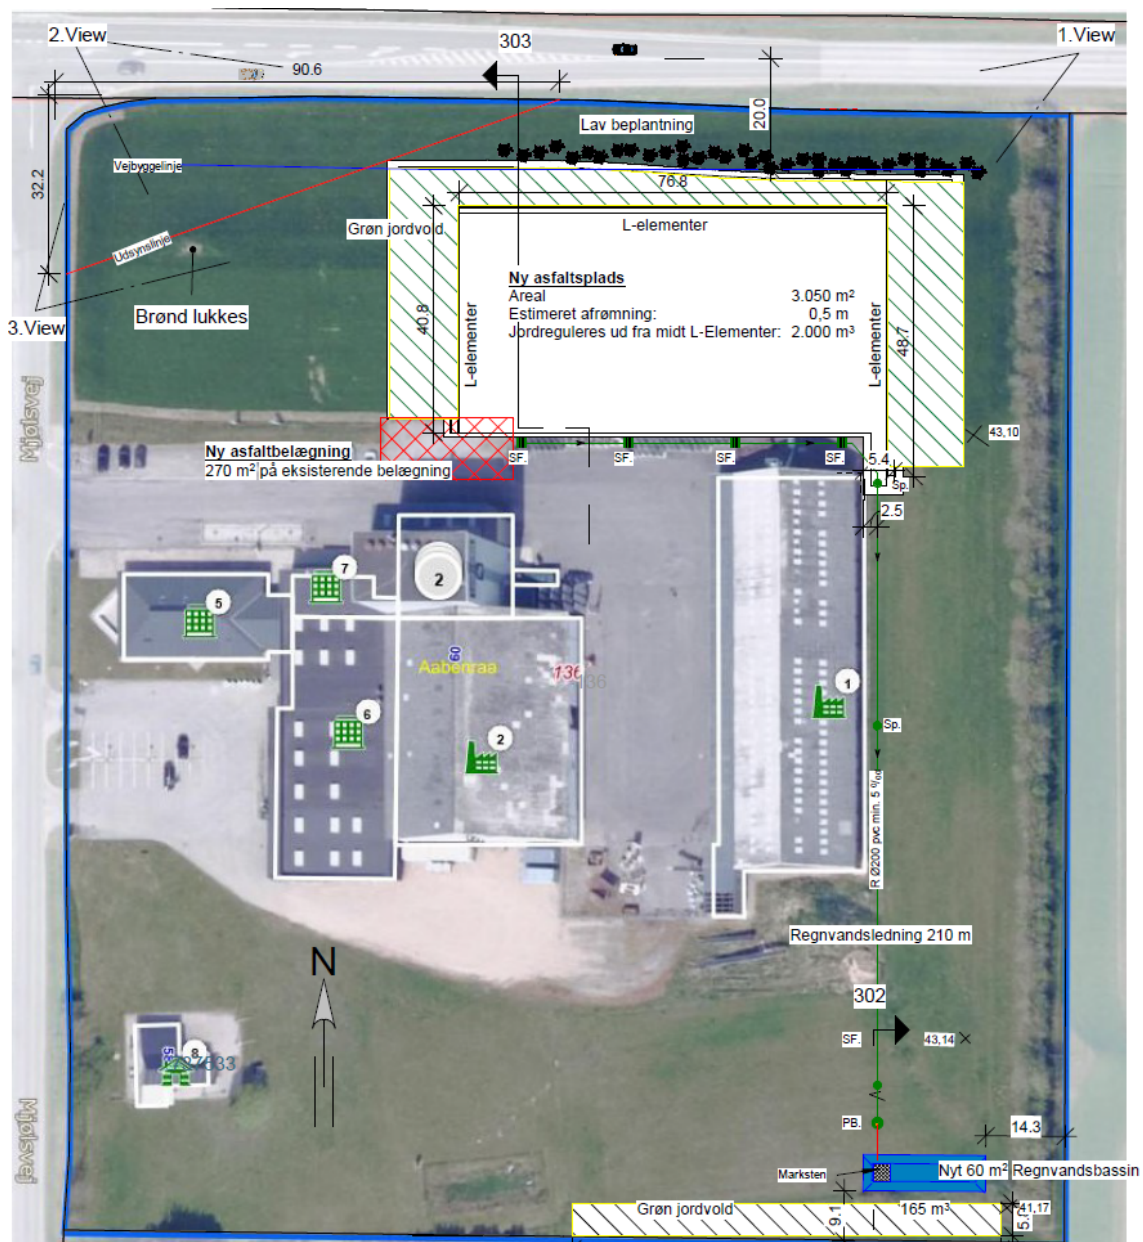 2.View
303
1.View
90.6
20.0
Lav beplantning
Vejbyggelinje
32.2
76.8
Grøn jordvold
L-elementer
Udsynslinje
Ny asfaltsplads
Areal 3.050 m²
Estimeret afrømning: 0,5 m
Jordreguleres ud fra midt L-Elementer: 2.000 m³
3.View
Brønd lukkes
40.8
L-elementer
L-elementer
48.7
Mjølsvej
43,10
Ny asfaltbelægning
270 m² på eksisterende belægning
SF.
SF.
SF.
SF.
5.4
Sp.
2.5
7
2
5
60
Aabenraa
136
136
1
6
2
Sp.
R Ø200 pvc min. 5 ‰
Regnvandsledning 210 m
N
302
SF.
43,14
8
Mjølsvej
PB.
14.3
Marksten
Nyt 60 m² Regnvandsbassin
Grøn jordvold
165 m³
9.1
41,17